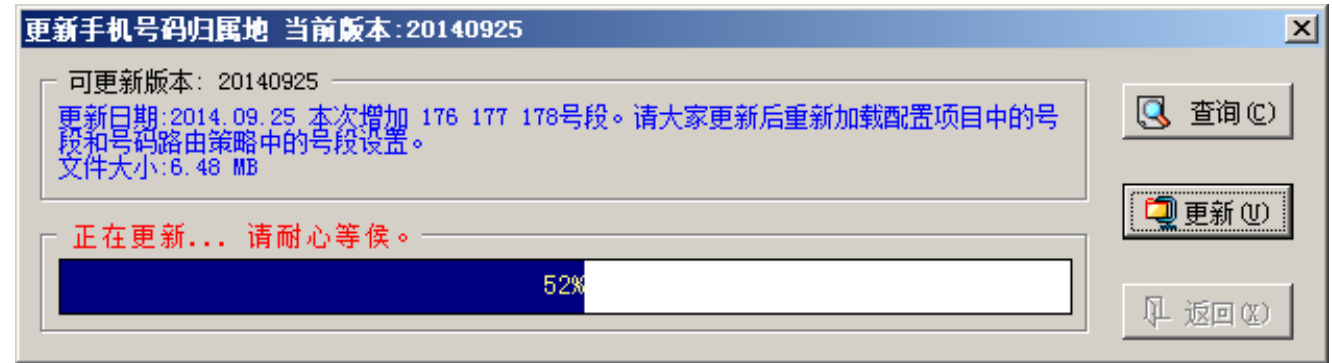 更新手机号码归属地 当前版本:20140925
可更新版本: 20140925
更新日期:2014.09.25 本次增加 176 177 178号段。请大家更新后重新加载配置项目中的号
段和号码路由策略中的号段设置。
文件大小:6.48 MB
查询(C)
更新(U)
正在更新... 请耐心等侯。
52%
返回(X)